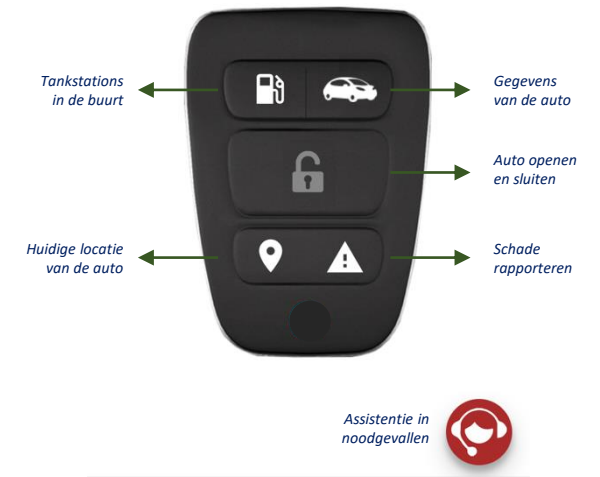 Tankstations
in de buurt
Gegevens
van de auto
Auto openen
en sluiten
Huidige locatie
van de auto
Schade
rapporteren
Assistentie in
noodgevallen